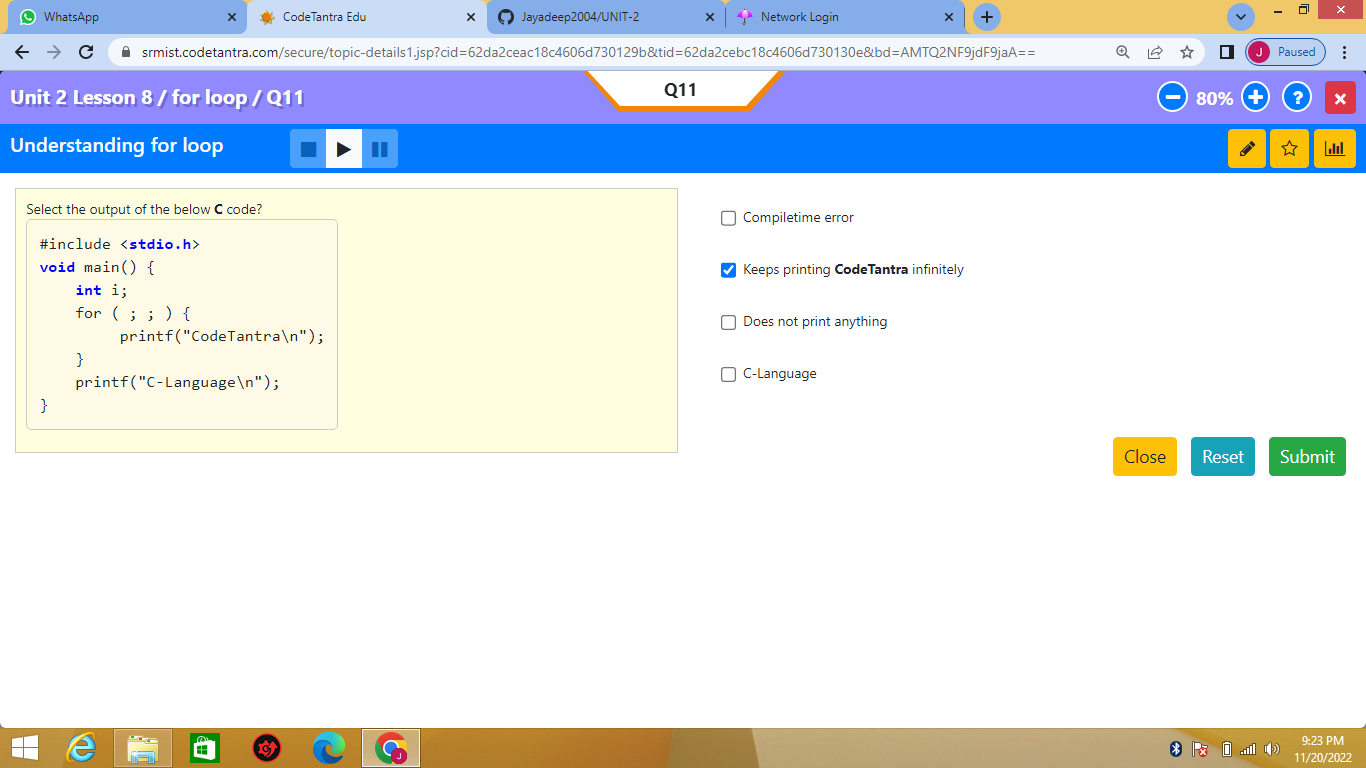 WhatsApp
CodeTantra Edu
Jayadeep2004/UNIT-2
Network Login
srmist.codetantra.com/secure/topic-details1.jsp?cid=62da2ceac18c4606d730129b&tid=62da2cebc18c4606d730130e&bd=AMTQ2NF9jdF9jaA==
J Paused
Unit 2 Lesson 8 / for loop / Q11
Q11
80%
?
Understanding for loop
Select the output of the below C code?
#include <stdio.h>
void main() {
int i;
for ( ; ; ) {
printf("CodeTantra\n");
}
printf("C-Language\n");
}
Compiletime error
Keeps printing CodeTantra infinitely
Does not print anything
C-Language
Close
Reset
Submit
J
9:23 PM
11/20/2022